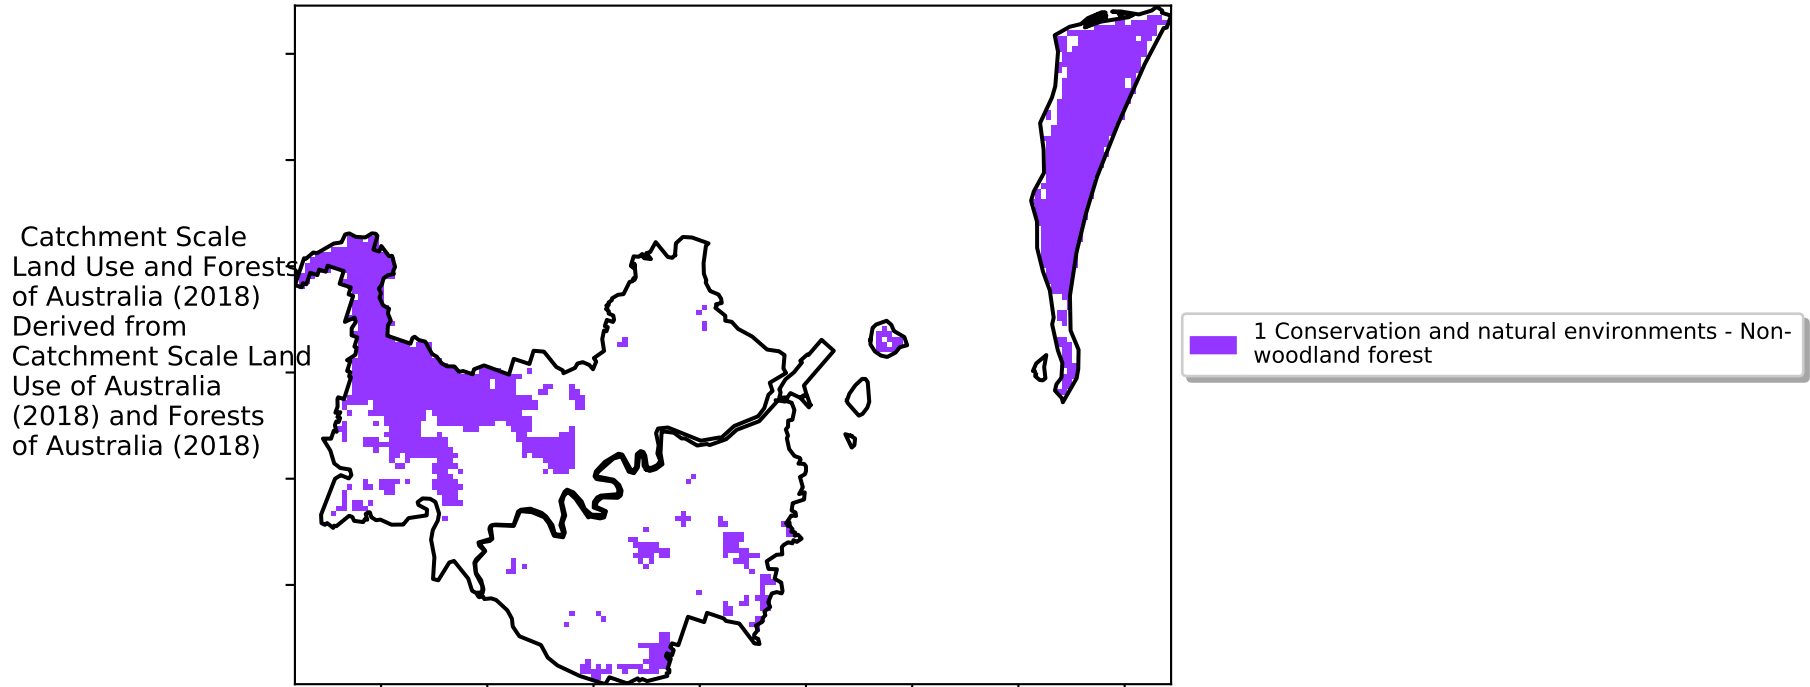 Catchment Scale
Land Use and Forests
of Australia (2018)
Derived from
Catchment Scale Land
Use of Australia
(2018) and Forests
of Australia (2018)
1 Conservation and natural environments - Non-
woodland forest